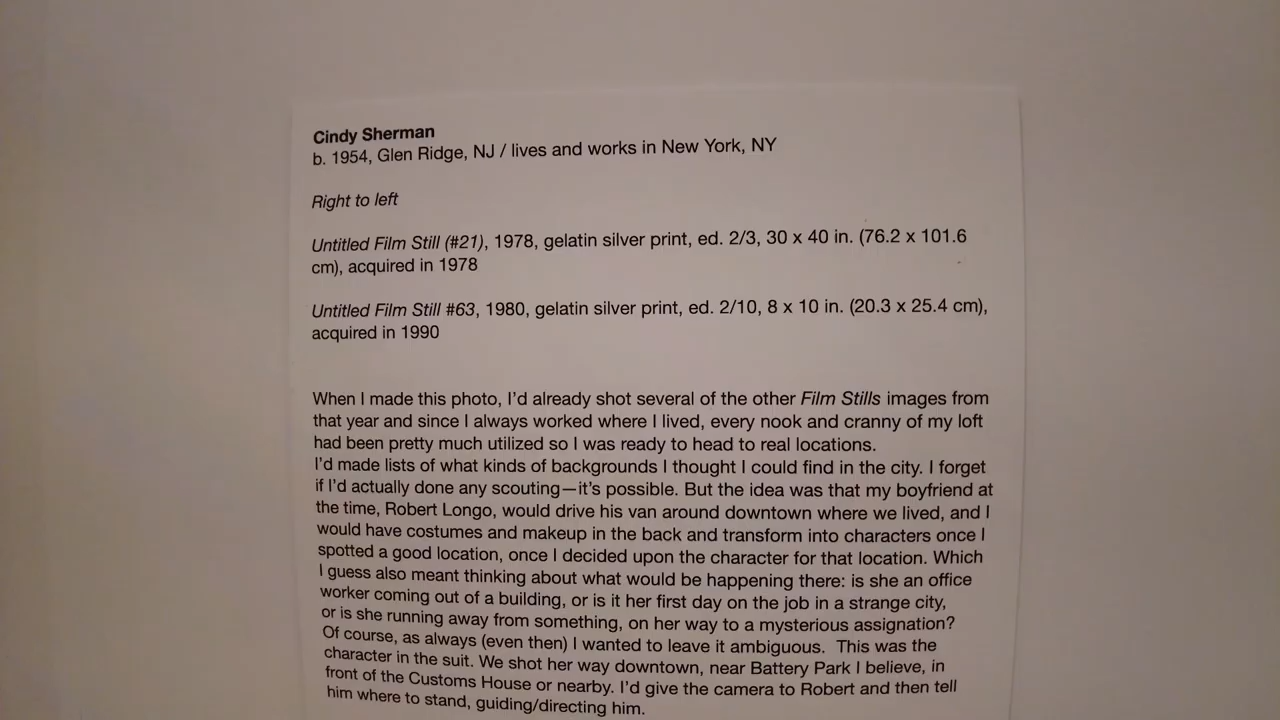 Cindy Sherman
b. 1954, Glen Ridge, NJ / lives and works in New York, NY
Right to left
Untitled Film Still (#21), 1978, gelatin silver print, ed. 2/3, 30 x 40 in. (76.2 x 101.6
cm), acquired in 1978
Untitled Film Still #63, 1980, gelatin silver print, ed. 2/10, 8 x 10 in. (20.3 x 25.4 cm),
acquired in 1990
When I made this photo, I’d already shot several of the other Film Stills images from
that year and since I always worked where I lived, every nook and cranny of my loft
had been pretty much utilized so I was ready to head to real locations.
I’d made lists of what kinds of backgrounds I thought I could find in the city. I forget
if I’d actually done any scouting—it’s possible. But the idea was that my boyfriend at
the time, Robert Longo, would drive his van around downtown where we lived, and I
would have costumes and makeup in the back and transform into characters once I
spotted a good location, once I decided upon the character for that location. Which
I guess also meant thinking about what would be happening there: is she an office
worker coming out of a building, or is it her first day on the job in a strange city,
or is she running away from something, on her way to a mysterious assignation?
Of course, as always (even then) I wanted to leave it ambiguous. This was the
character in the suit. We shot her way downtown, near Battery Park I believe, in
front of the Customs House or nearby. I’d give the camera to Robert and then tell
him where to stand, guiding/directing him.